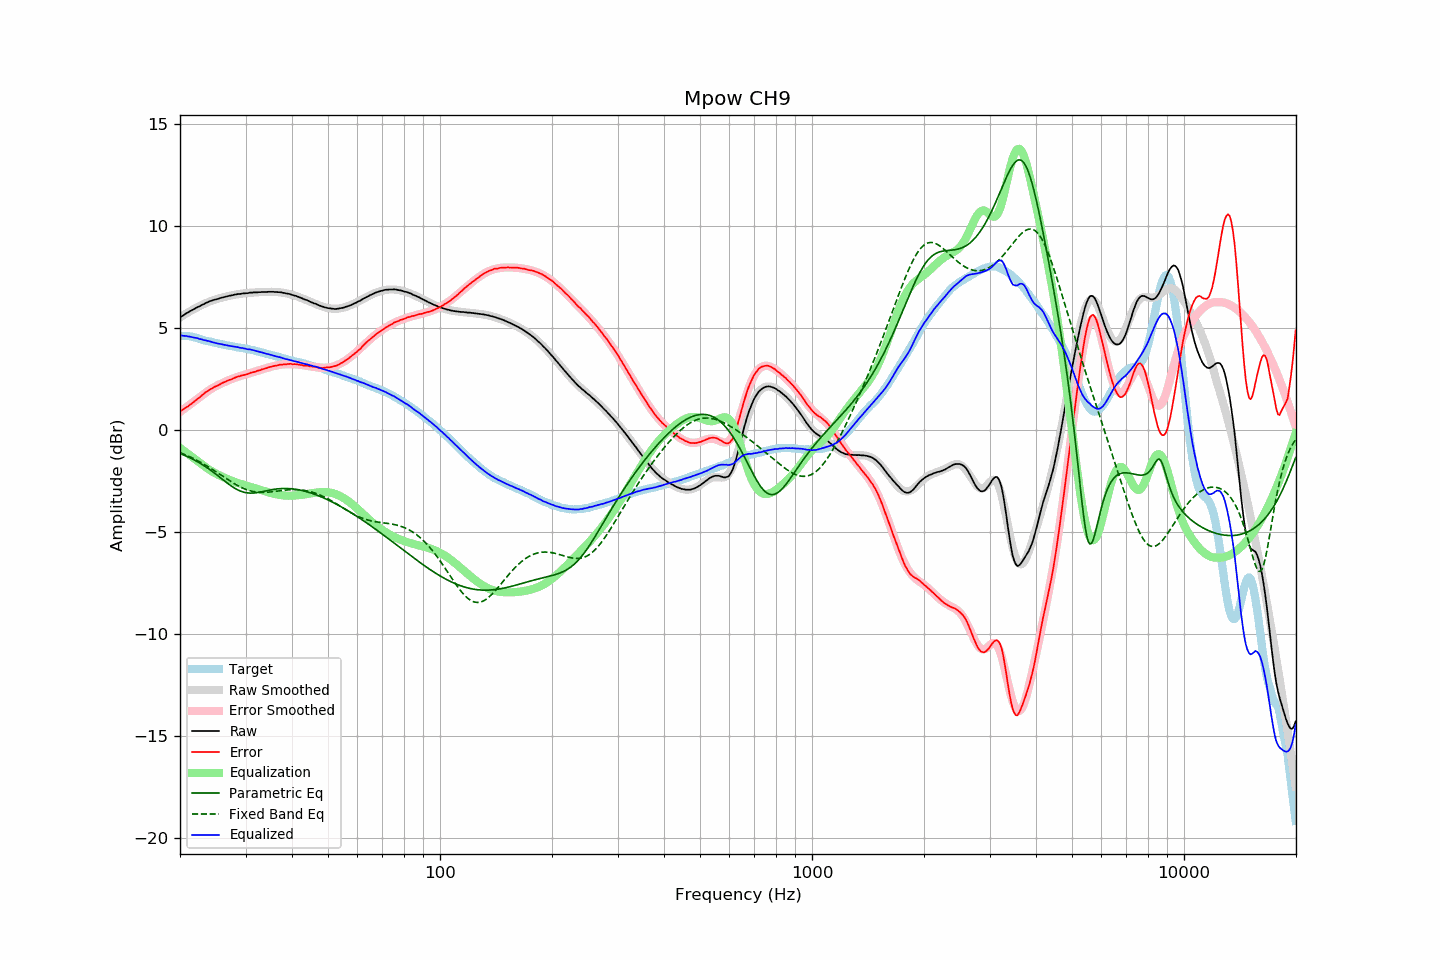 Mpow CH9
15
10
5
0
−5
−10
−15
−20
Amplitude (dBr)
Target
Raw Smoothed
Error Smoothed
Raw
Error
Equalization
Parametric Eq
Fixed Band Eq
Equalized
100 1000 10000
Frequency (Hz)